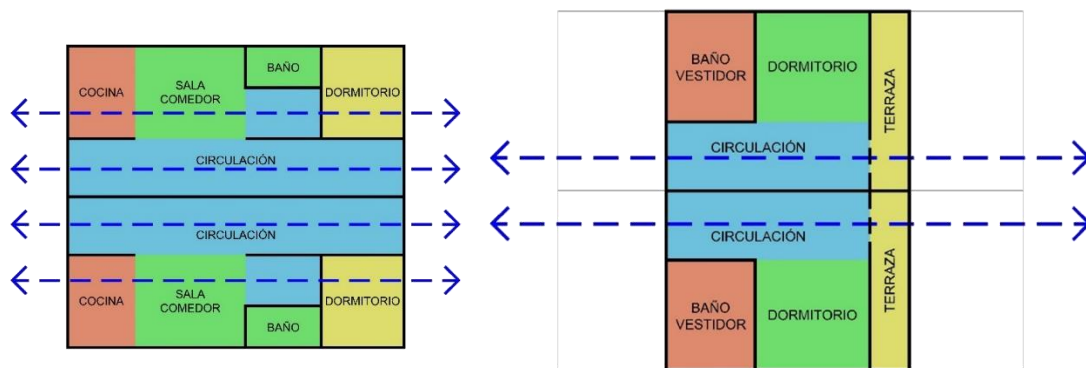 COCINA
SALA
COMEDOR
BAÑO
DORMITORIO
CIRCULACIÓN
CIRCULACIÓN
COCINA
SALA
COMEDOR
BAÑO
DORMITORIO
BAÑO
VESTIDOR
DORMITORIO
TERRAZA
CIRCULACIÓN
CIRCULACIÓN
BAÑO
VESTIDOR
DORMITORIO
TERRAZA